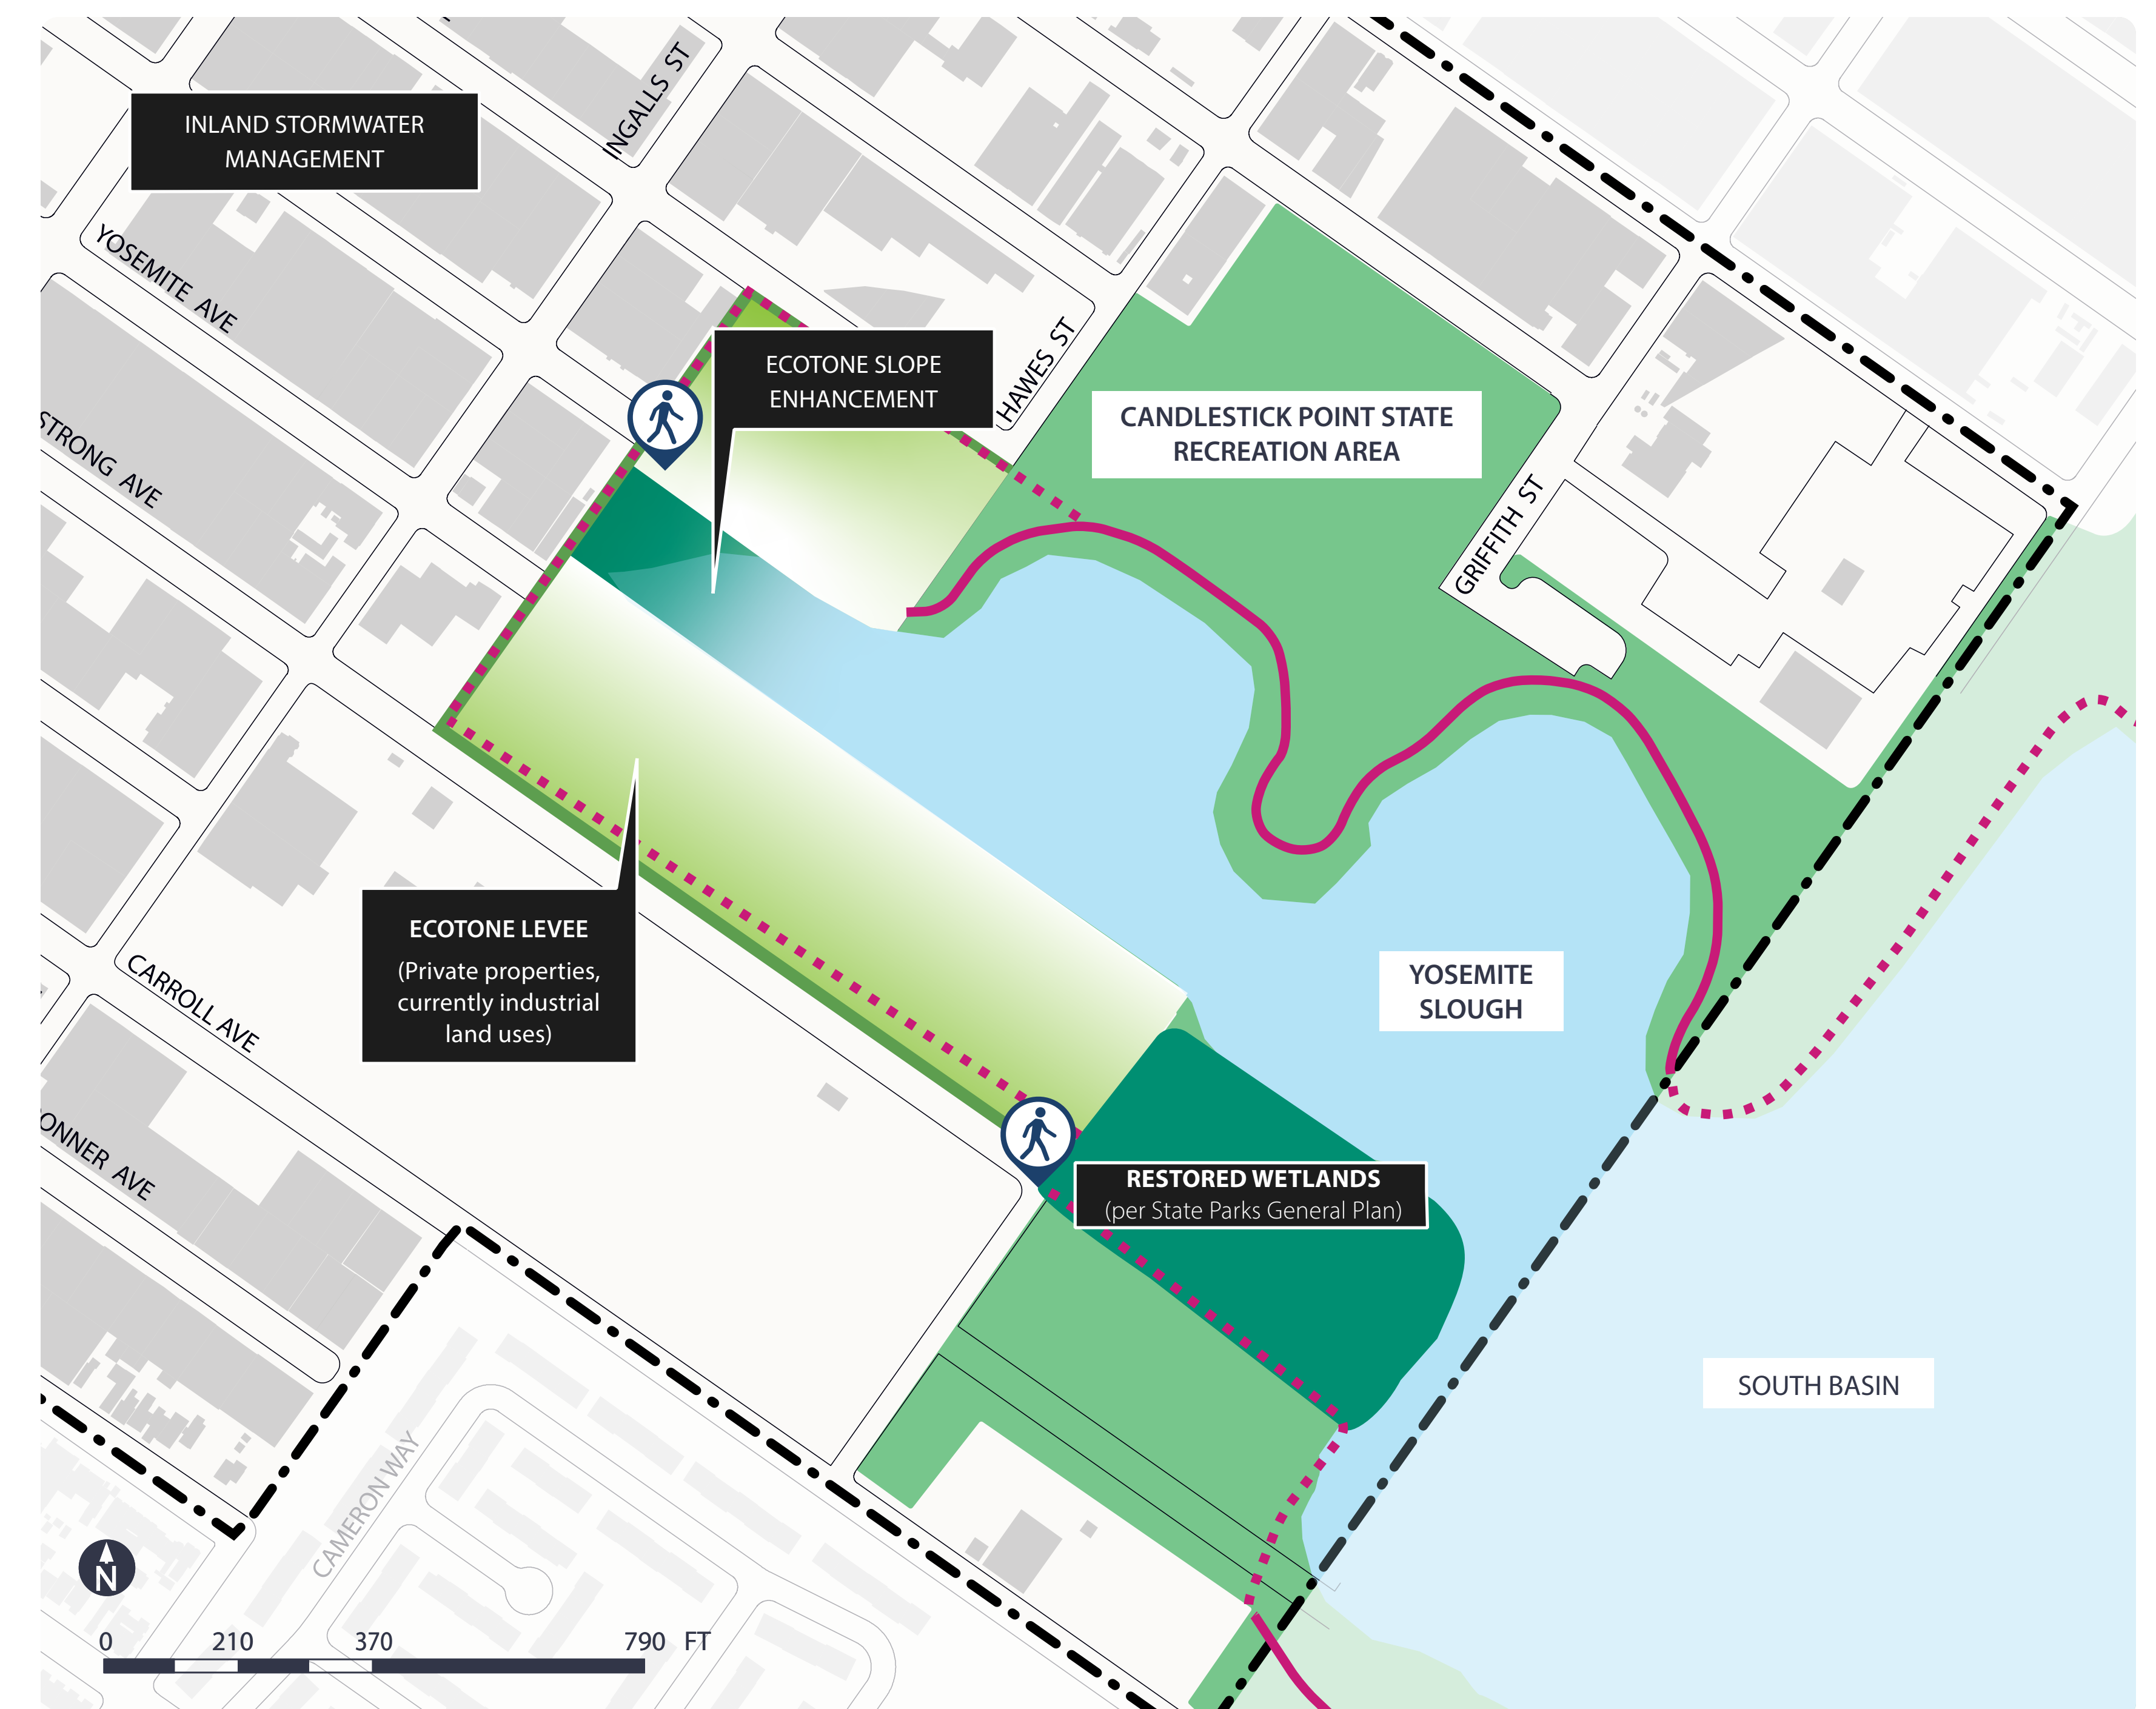 INLAND STORMWATER
MANAGEMENT
INGALLS ST
YOSEMITE AVE
ECOTONE SLOPE
ENHANCEMENT
HAWES ST
CANDLESTICK POINT STATE
RECREATION AREA
STRONG AVE
GRIFFITH ST
ECOTONE LEVEE
(Private properties,
currently industrial
land uses)
YOSEMITE
SLOUGH
CARROLL AVE
ONNER AVE
RESTORED WETLANDS
(per State Parks General Plan)
SOUTH BASIN
CAMERON WAY
N
0 210 370 790 FT